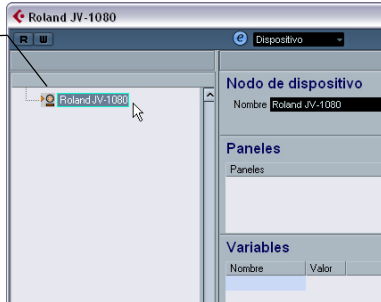 Roland JV-1080
R W
e Dispositivo
Roland JV-1080
Nodo de dispositivo
Nombre Roland JV-1080
Paneles
Paneles
Variables
Nombre Valor